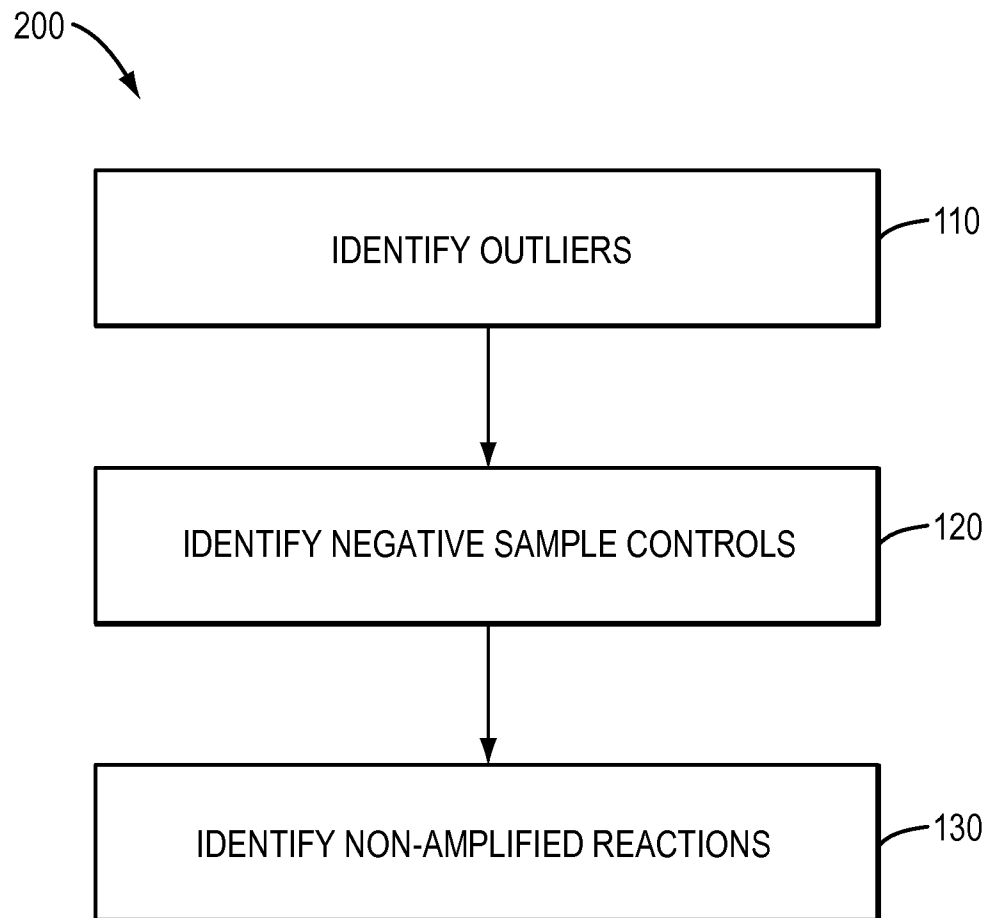 200
IDENTIFY OUTLIERS
110
IDENTIFY NEGATIVE SAMPLE CONTROLS
120
IDENTIFY NON-AMPLIFIED REACTIONS
130